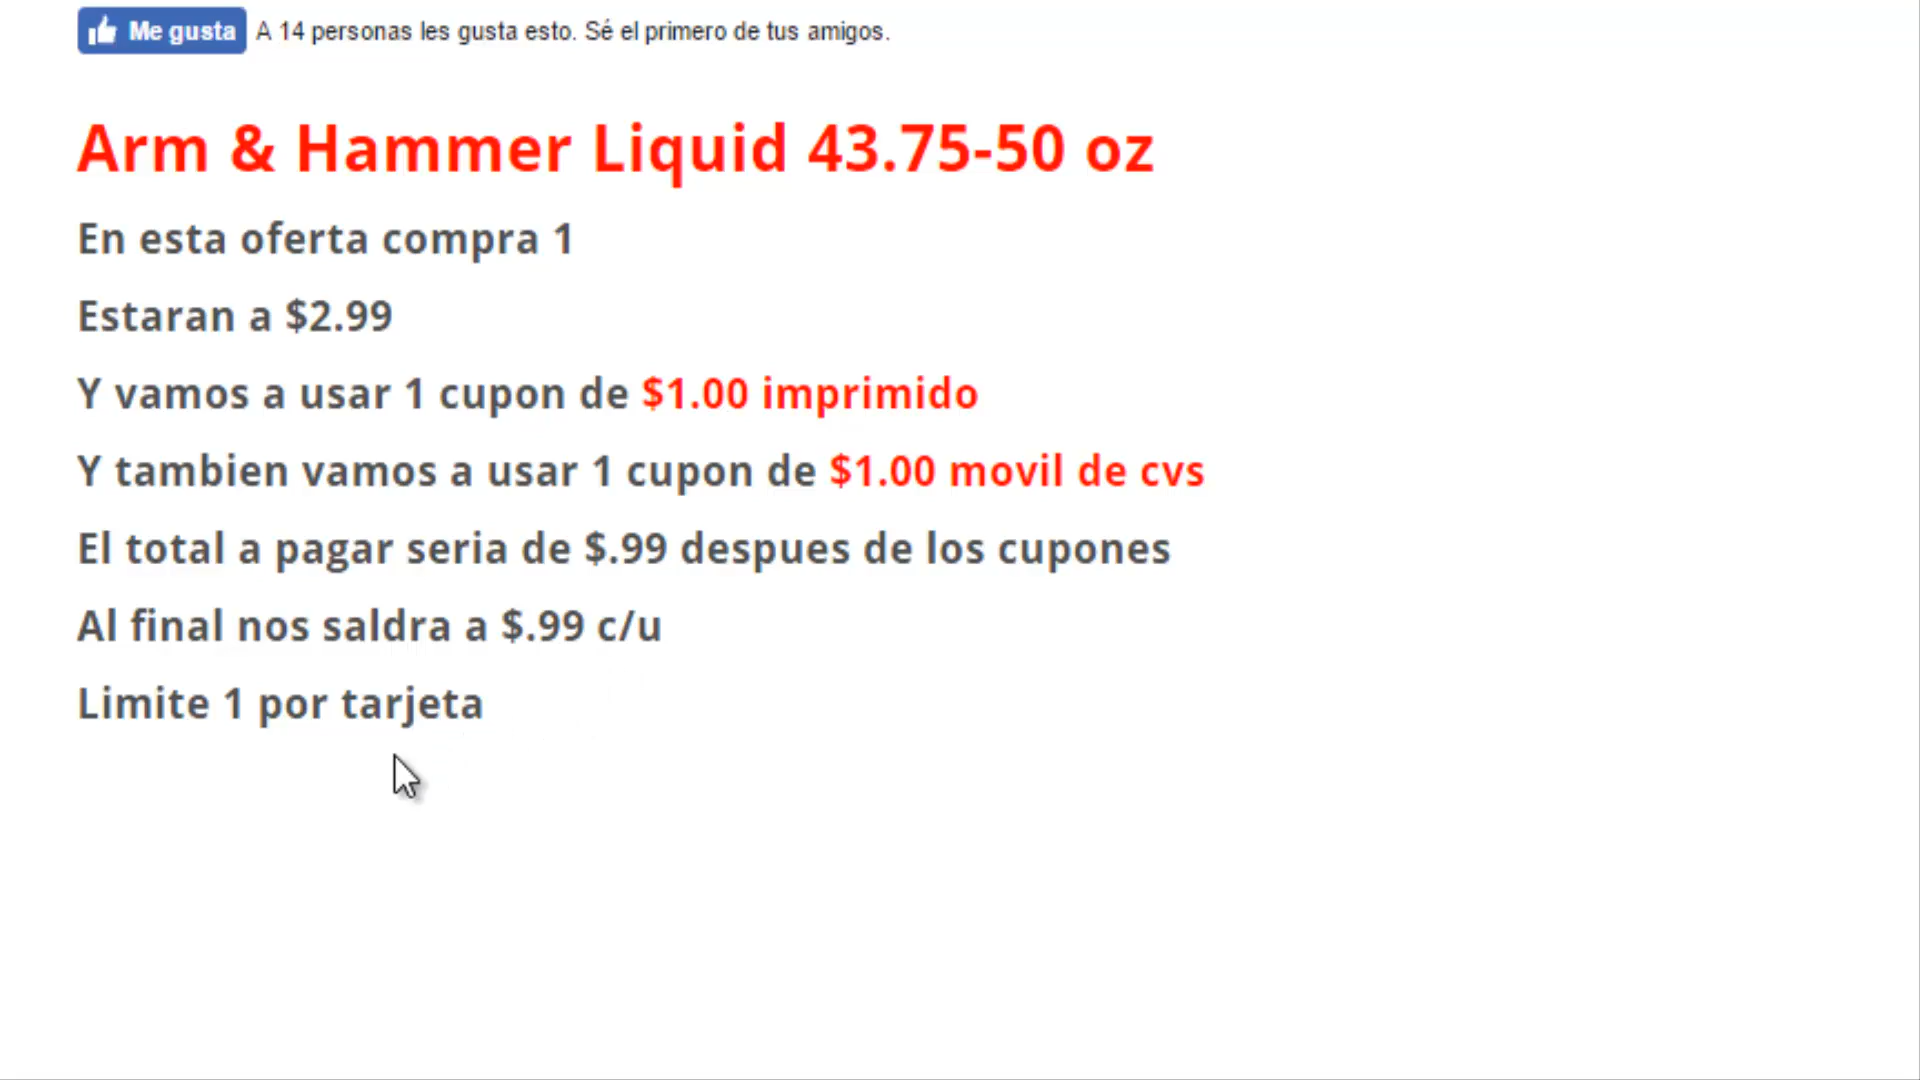 Me gusta A 14 personas les gusta esto. Sé el primero de tus amigos.
Arm & Hammer Liquid 43.75-50 oz
En esta oferta compra 1
Estaran a $2.99
Y vamos a usar 1 cupon de $1.00 imprimido
Y tambien vamos a usar 1 cupon de $1.00 movil de cvs
El total a pagar seria de $.99 despues de los cupones
Al final nos saldra a $.99 c/u
Limite 1 por tarjeta